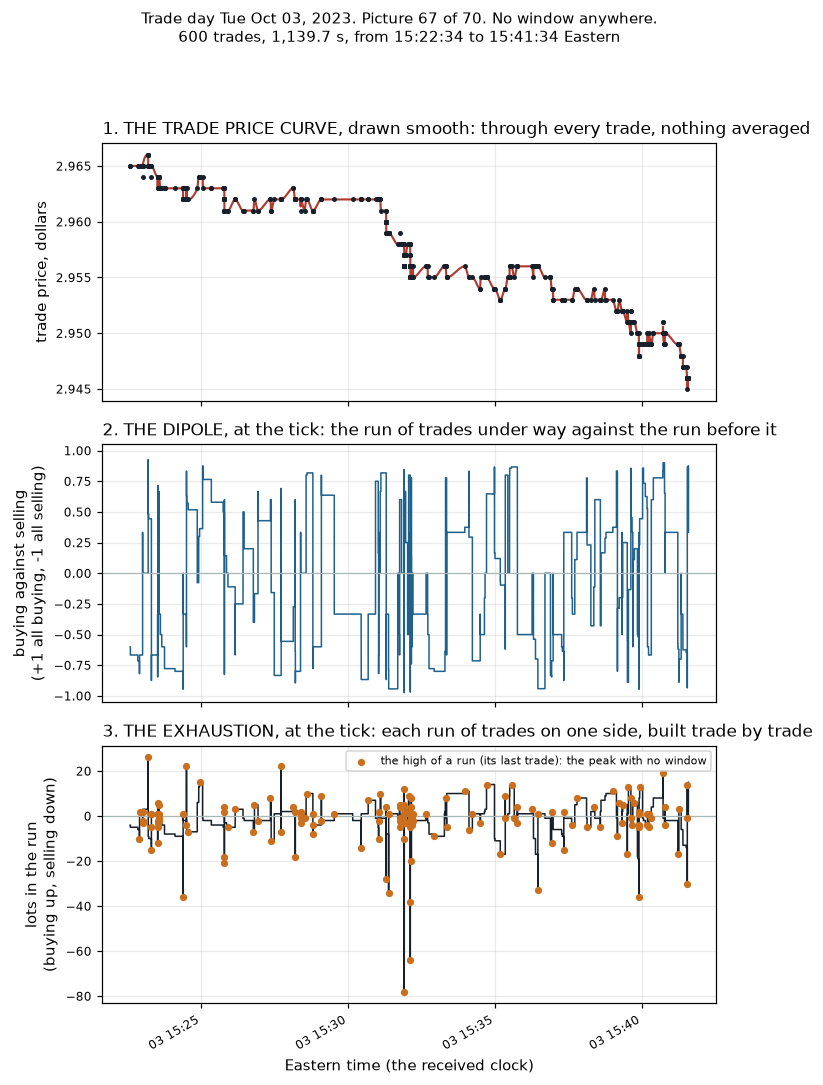 Trade day Tue Oct 03, 2023. Picture 67 of 70. No window anywhere.
600 trades, 1,139.7 s, from 15:22:34 to 15:41:34 Eastern
1. THE TRADE PRICE CURVE, drawn smooth: through every trade, nothing averaged
trade price, dollars
2.965
2.960
2.955
2.950
2.945
2. THE DIPOLE, at the tick: the run of trades under way against the run before it
buying against selling
(+1 all buying, -1 all selling)
1.00
0.75
0.50
0.25
0.00
−0.25
−0.50
−0.75
−1.00
3. THE EXHAUSTION, at the tick: each run of trades on one side, built trade by trade
the high of a run (its last trade): the peak with no window
lots in the run
(buying up, selling down)
20
0
−20
−40
−60
−80
03 15:25
03 15:30
03 15:35
03 15:40
Eastern time (the received clock)